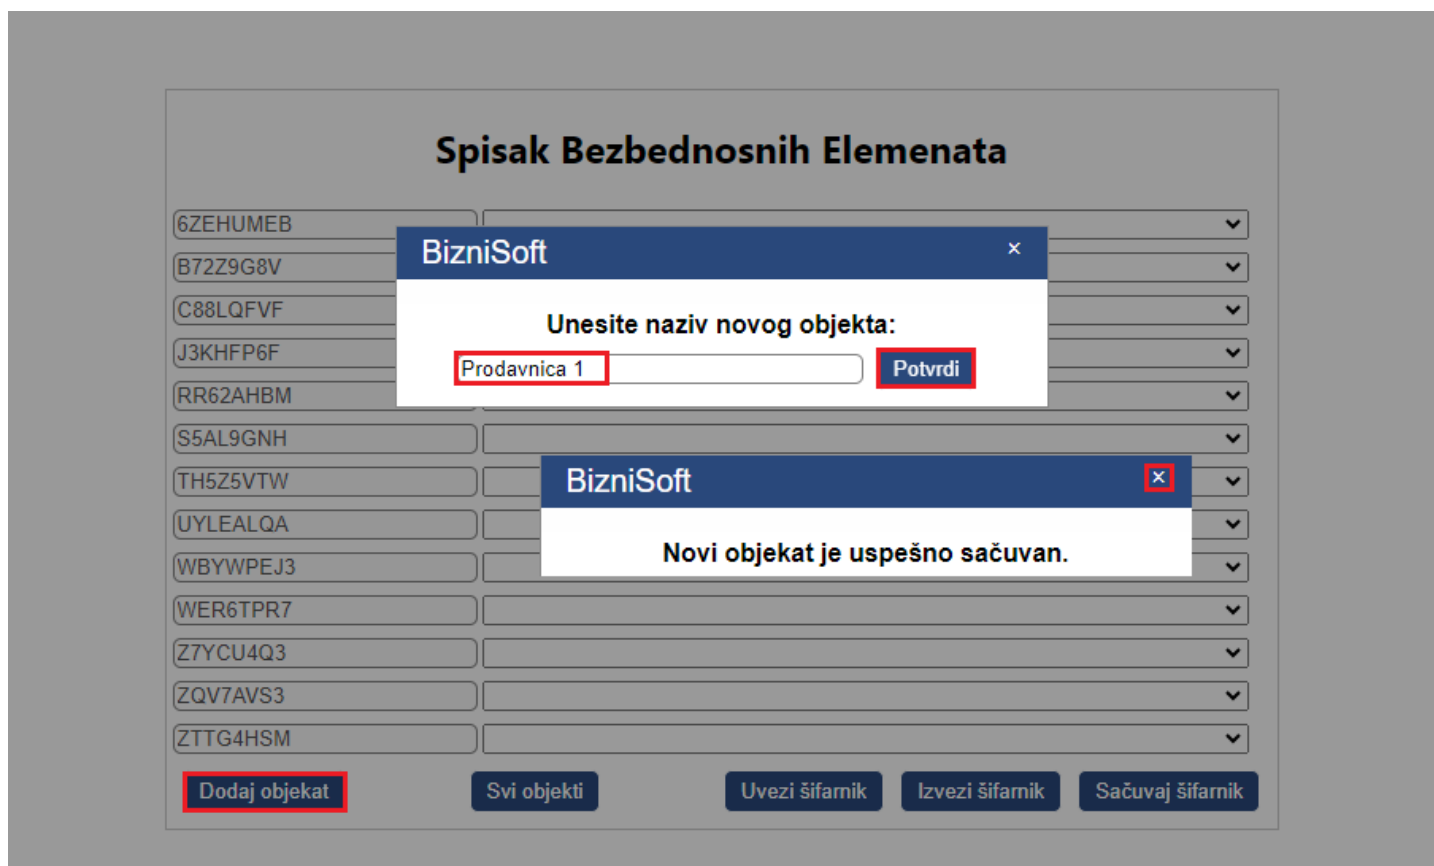 Spisak Bezbednosnih Elemenata
6ZEHUMEB
B72Z9G8V
C88LQFVF
J3KHFP6F
RR62AHBM
S5AL9GNH
TH5Z5VTW
UYLEALQA
WBYWPEJ3
WER6TPR7
Z7YCU4Q3
ZQV7AVS3
ZTTG4HSM
BizniSoft ×
Unesite naziv novog objekta:
Prodavnica 1 Potvrdi
BizniSoft ×
Novi objekat je uspešno sačuvan.
Dodaj objekat Svi objekti Uvezi šifarnik Izvezi šifarnik Sačuvaj šifarnik